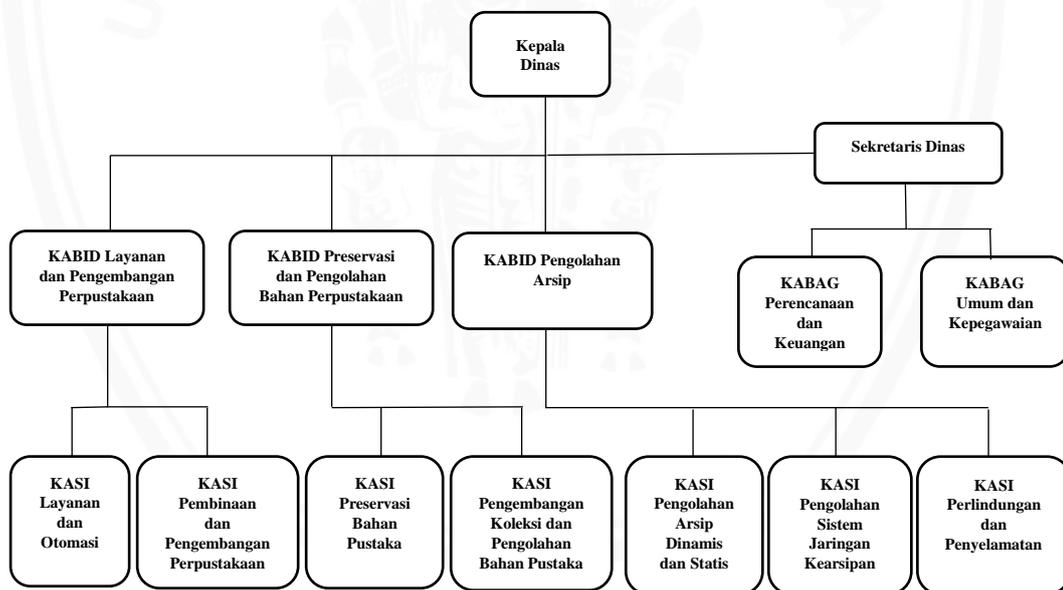 Kepala
Dinas
Sekretaris Dinas
KABID Layanan
dan Pengembangan
Perpustakaan
KABID Preservasi
dan Pengolahan
Bahan Perpustakaan
KABID Pengolahan
Arsip
KABAG
Perencanaan
dan
Keuangan
KABAG
Umum dan
Kepegawaian
KASI
Layanan
dan
Otomasi
KASI
Pembinaan
dan
Pengembangan
Perpustakaan
KASI
Preservasi
Bahan
Pustaka
KASI
Pengembangan
Koleksi dan
Pengolahan
Bahan Pustaka
KASI
Pengolahan
Arsip
Dinamis
dan Statis
KASI
Pengolahan
Sistem
Jaringan
Kearsipan
KASI
Perlindungan
dan
Penyelamatan